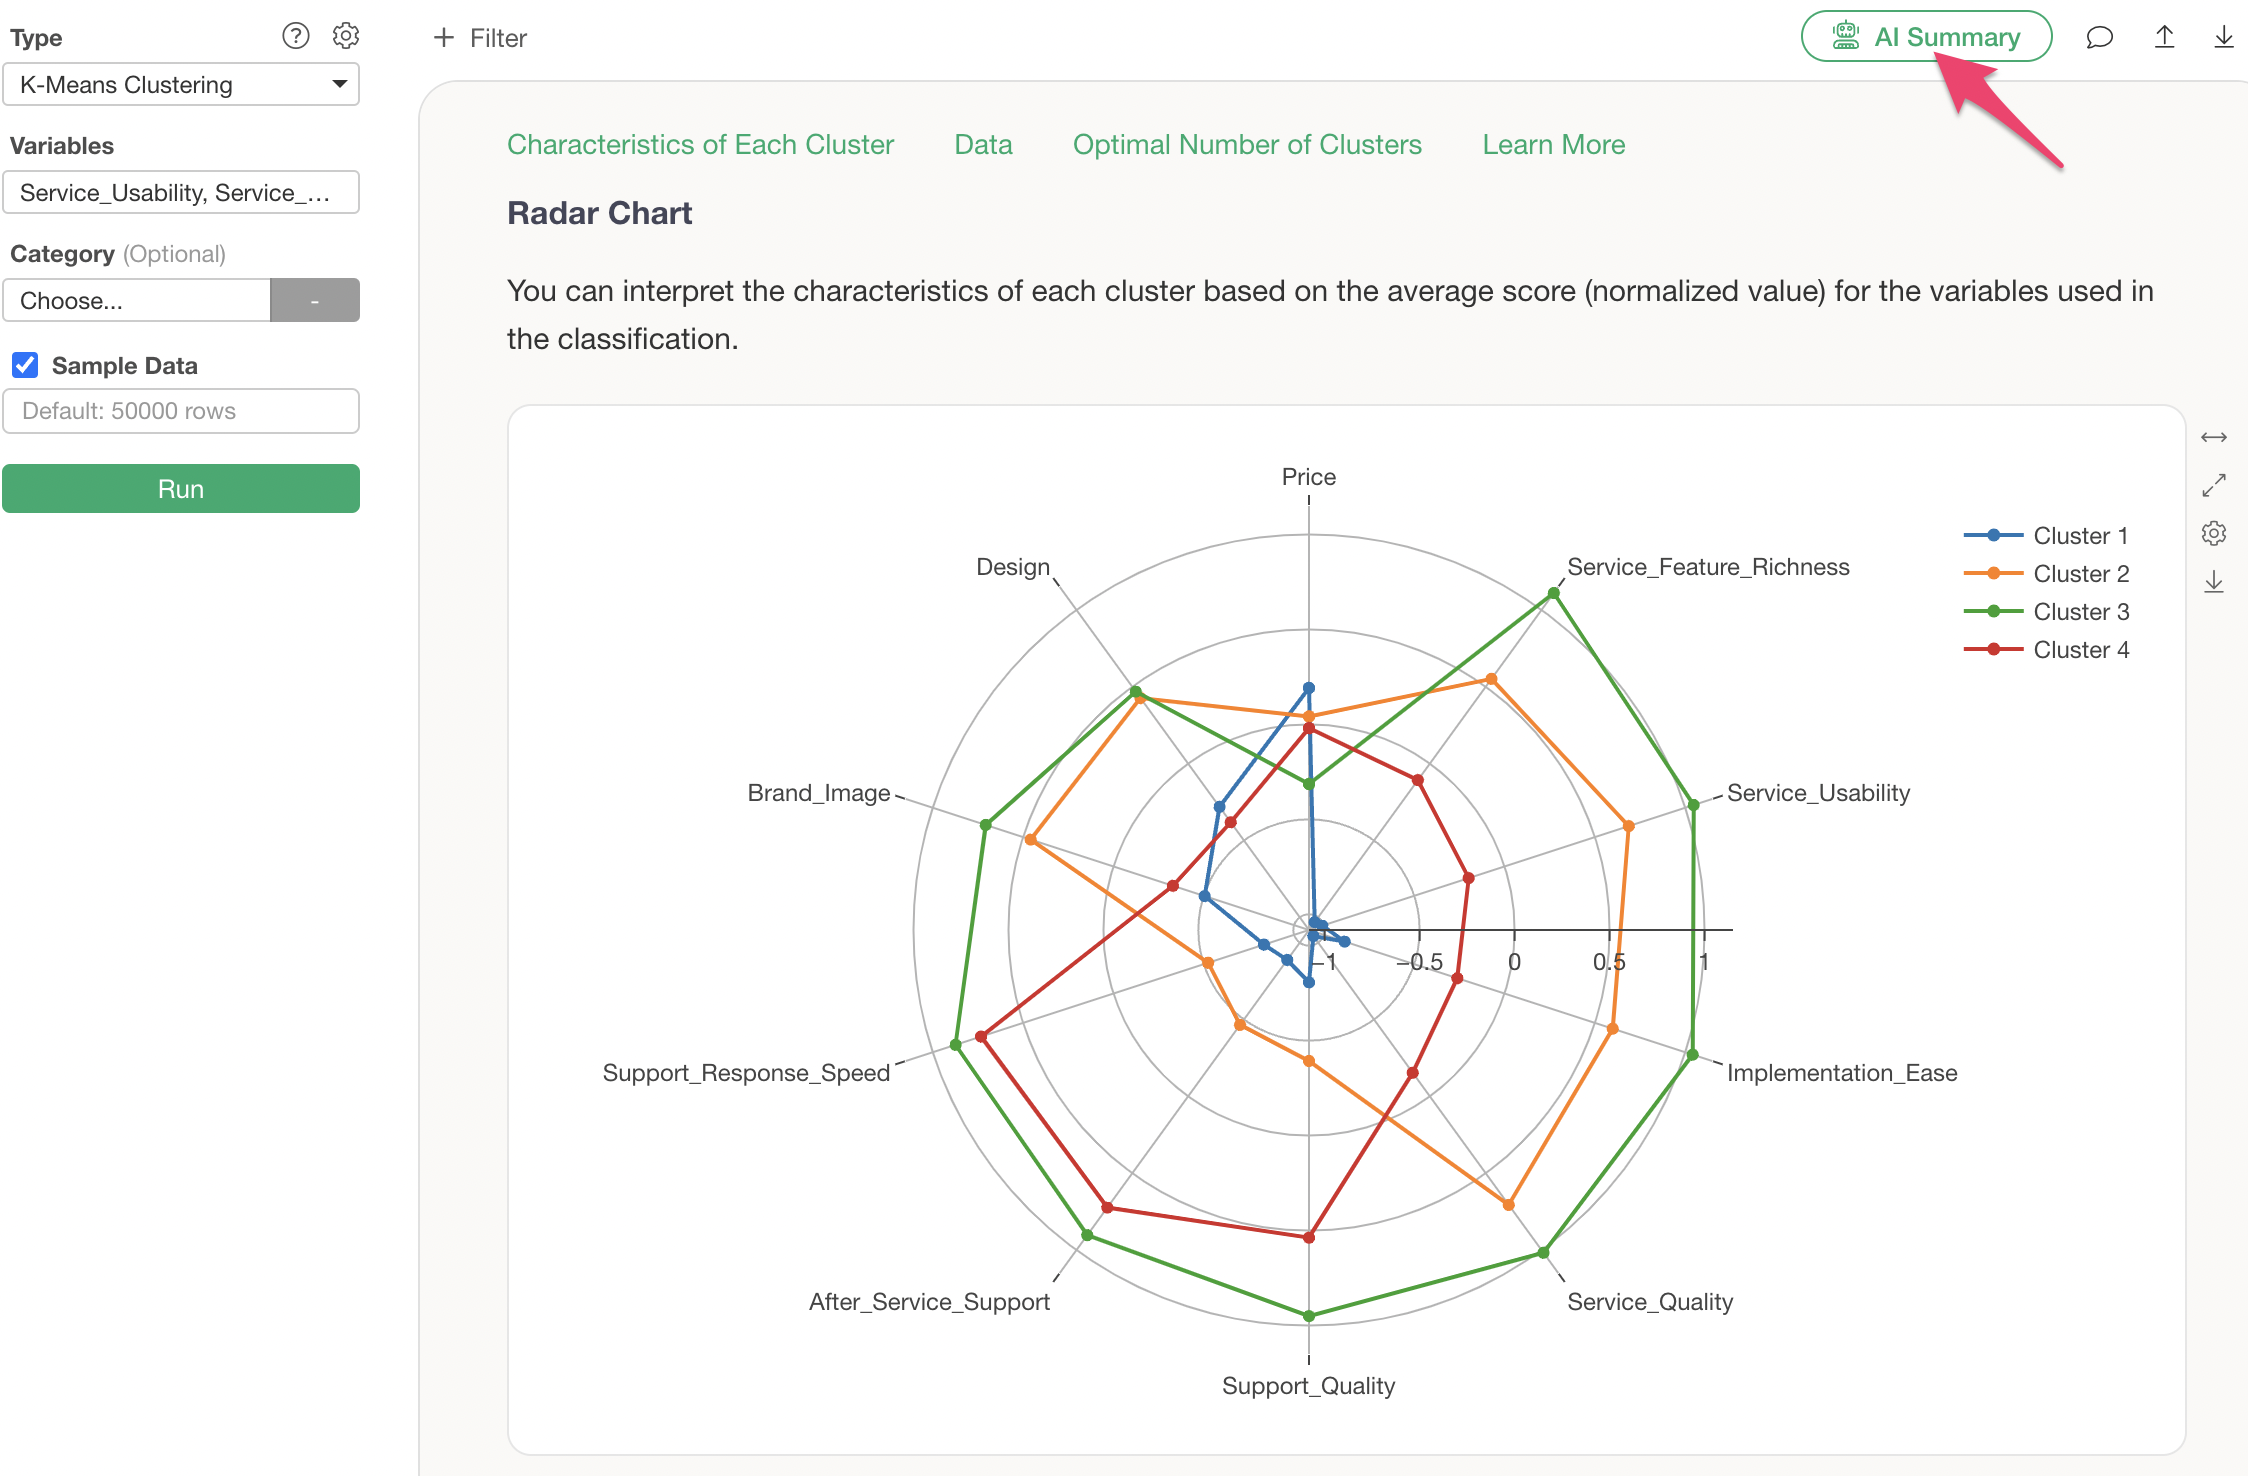 Type
K-Means Clustering
Variables
Service_Usability, Service_...
Category (Optional)
Choose...
-
Sample Data
Default: 50000 rows
Run
+ Filter
AI Summary
Characteristics of Each Cluster
Data
Optimal Number of Clusters
Learn More
Radar Chart
You can interpret the characteristics of each cluster based on the average score (normalized value) for the variables used in
the classification.
Price
Service_Feature_Richness
Service_Usability
Implementation_Ease
Service_Quality
Support_Quality
After_Service_Support
Support_Response_Speed
Brand_Image
Design
−1
−0.5
0
0.5
1
Cluster 1
Cluster 2
Cluster 3
Cluster 4